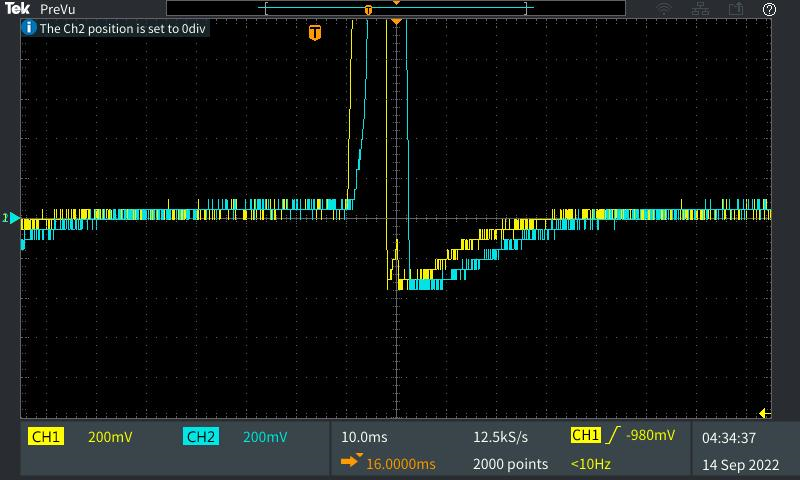 Tek PreVu
T
?
i The Ch2 position is set to 0div
T
CH1 200mV CH2 200mV 10.0ms 12.5kS/s CH1 -980mV 04:34:37
16.0000ms 2000 points <10Hz 14 Sep 2022